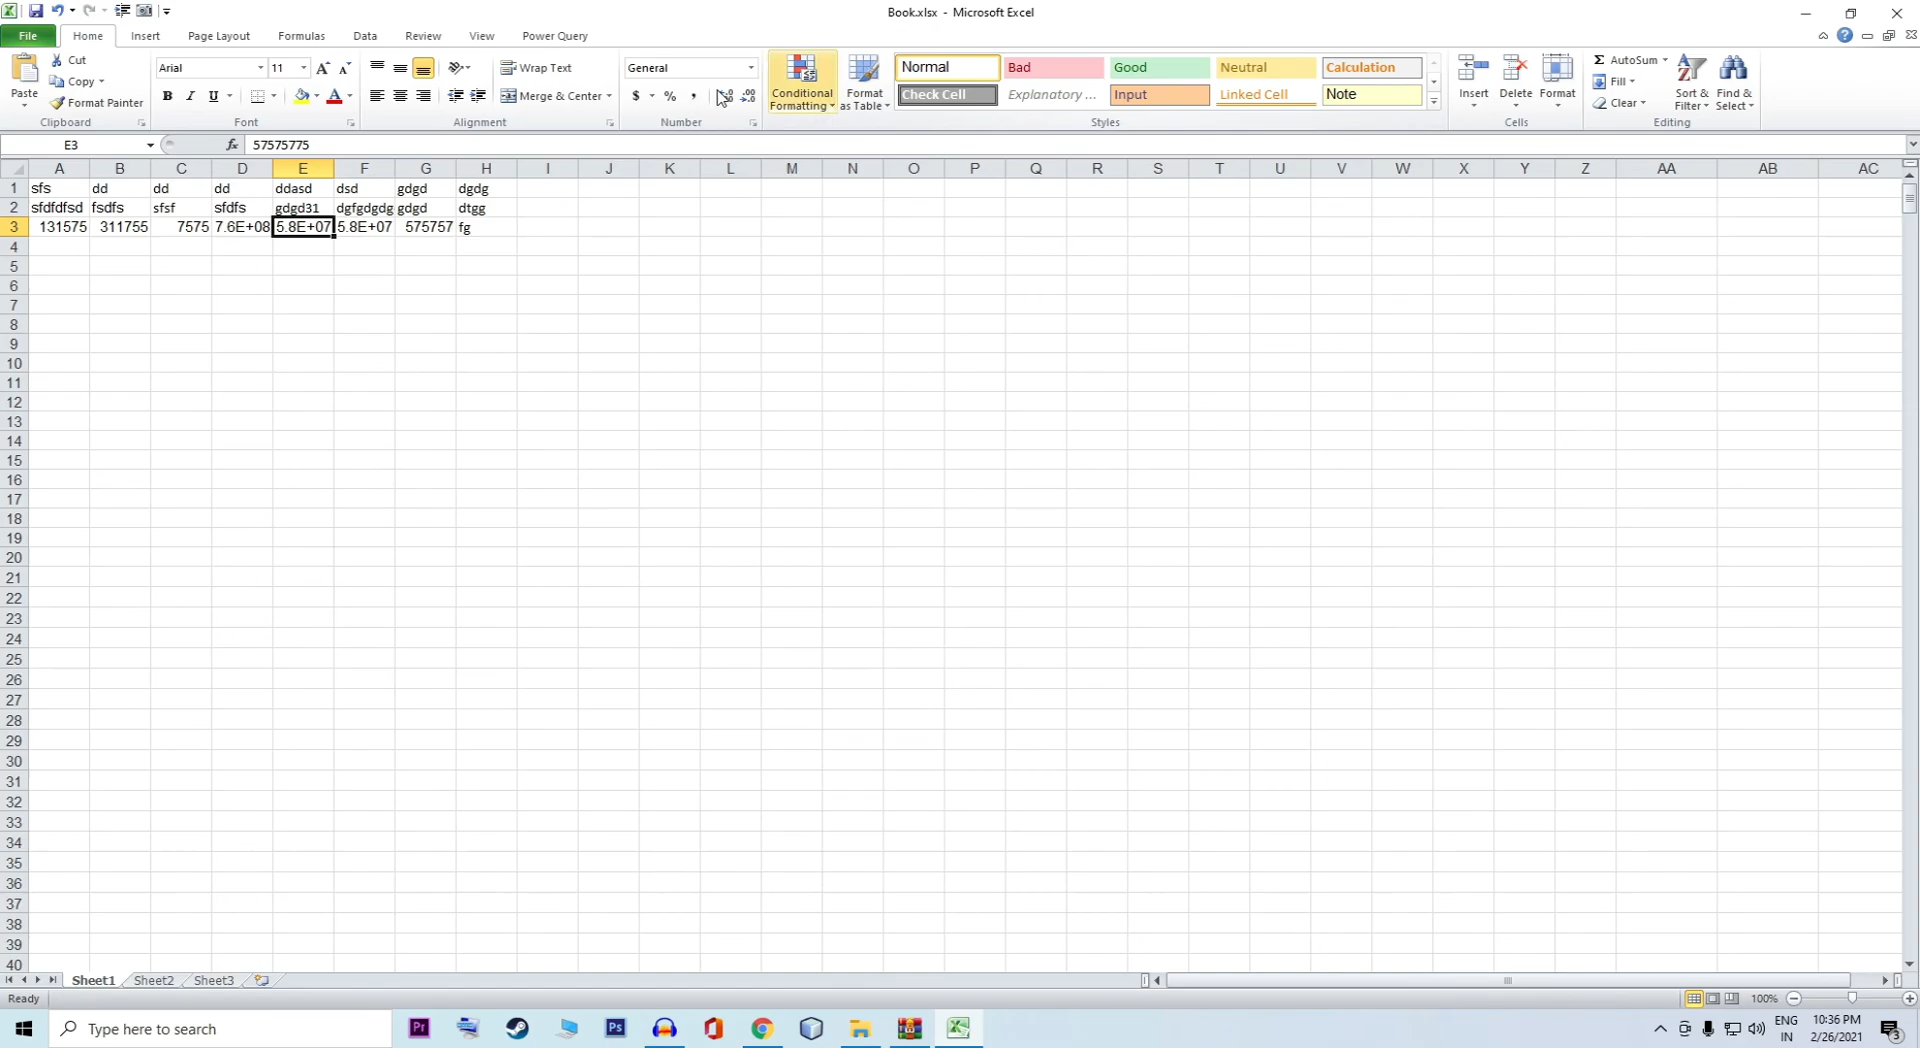 Book.xlsx - Microsoft Excel
File Home Insert Page Layout Formulas Data Review View Power Query
Paste
Cut
Copy
Format Painter
Clipboard
Arial 11
B I U A
Font
Wrap Text
Merge & Center
Alignment
General
$ % ,
Number
Conditional Formatting
Format as Table
Normal Bad Good Neutral Calculation
Check Cell Explanatory ... Input Linked Cell Note
Styles
Insert Delete Format
Cells
Σ AutoSum
Fill
Clear
Sort & Filter
Find & Select
Editing
E3 fx 57575775
A B C D E F G H I J K L M N O P Q R S T U V W X Y Z AA AB AC
1 sfs dd dd dd ddasd dsd gdgd dgdg
2 sfdfdfsd fsdfs sfsf sfdfs gdgd31 dgfgdgdg gdgd dtgg
3 131575 311755 7575 7.6E+08 5.8E+07 5.8E+07 575757 fg
4
5
6
7
8
9
10
11
12
13
14
15
16
17
18
19
20
21
22
23
24
25
26
27
28
29
30
31
32
33
34
35
36
37
38
39
40
Sheet1 Sheet2 Sheet3
Ready 100%
Type here to search
Pr Ps
ENG
IN
10:36 PM
2/26/2021
3